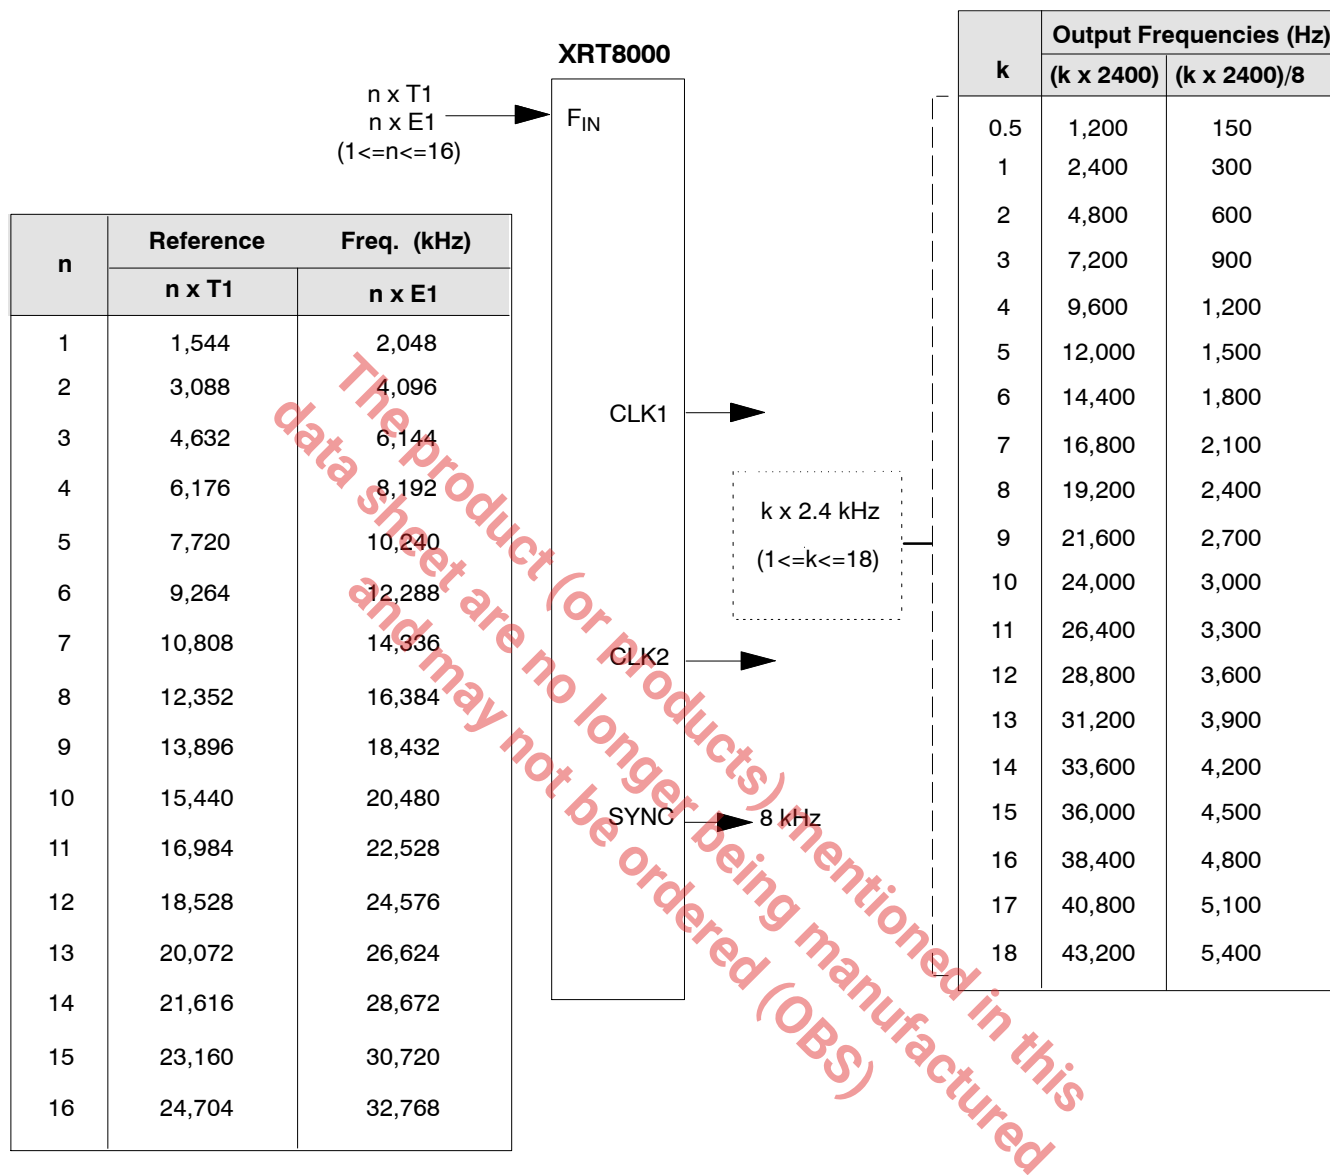 XRT8000
n x T1
n x E1
(1<=n<=16)
FIN
n Reference Freq. (kHz)
n x T1 n x E1
1 1,544 2,048
2 3,088 4,096
3 4,632 6,144
4 6,176 8,192
5 7,720 10,240
6 9,264 12,288
7 10,808 14,336
8 12,352 16,384
9 13,896 18,432
10 15,440 20,480
11 16,984 22,528
12 18,528 24,576
13 20,072 26,624
14 21,616 28,672
15 23,160 30,720
16 24,704 32,768
CLK1
k x 2.4 kHz
(1<=k<=18)
CLK2
SYNC 8 kHz
k Output Frequencies (Hz)
(k x 2400) (k x 2400)/8
0.5 1,200 150
1 2,400 300
2 4,800 600
3 7,200 900
4 9,600 1,200
5 12,000 1,500
6 14,400 1,800
7 16,800 2,100
8 19,200 2,400
9 21,600 2,700
10 24,000 3,000
11 26,400 3,300
12 28,800 3,600
13 31,200 3,900
14 33,600 4,200
15 36,000 4,500
16 38,400 4,800
17 40,800 5,100
18 43,200 5,400
The product (or products) mentioned in this
data sheet are no longer being manufactured
and may not be ordered (OBS)